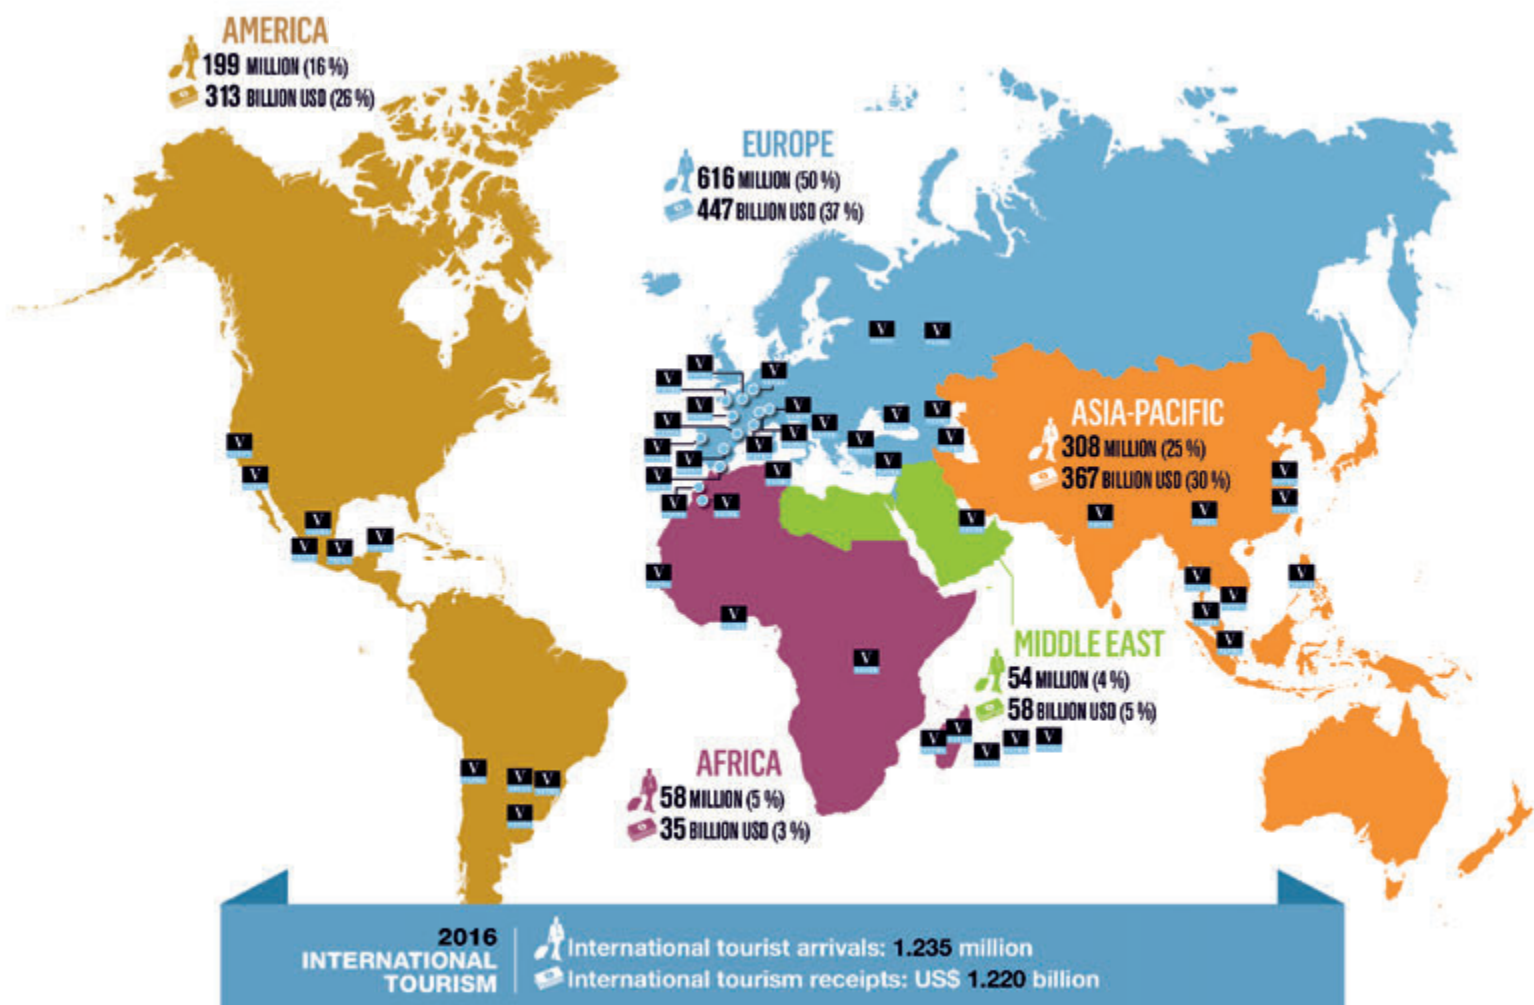 AMERICA
199 MILLION (16 %)
313 BILLION USD (26 %)
EUROPE
616 MILLION (50 %)
447 BILLION USD (37 %)
ASIA-PACIFIC
308 MILLION (25 %)
367 BILLION USD (30 %)
MIDDLE EAST
54 MILLION (4 %)
58 BILLION USD (5 %)
AFRICA
58 MILLION (5 %)
35 BILLION USD (3 %)
2016
INTERNATIONAL
TOURISM
International tourist arrivals: 1.235 million
International tourism receipts: US$ 1.220 billion